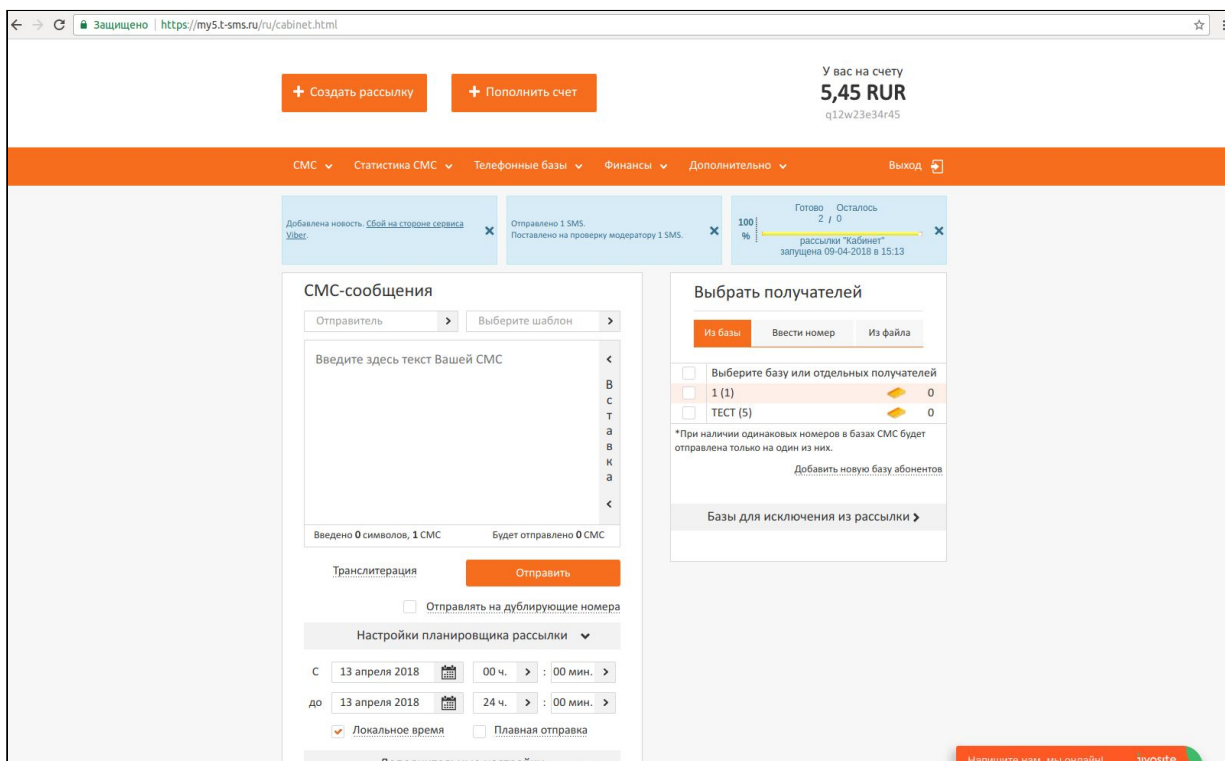 Защищено https://my5.t-sms.ru/ru/cabinet.html
У вас на счету
+ Создать рассылку + Пополнить счет
5,45 RUR
q12w23e34r45
СМС Статистика СМС Телефонные базы Финансы Дополнительно Выход
Добавлена новость. Сбой на стороне сервиса
Viber.
Отправлено 1 SMS.
Поставлено на проверку модератору 1 SMS.
Готово Осталось
2 / 0
100
%
рассылки "Кабинет"
запущена 09-04-2018 в 15:13
СМС-сообщения
Отправитель Выберите шаблон
Введите здесь текст Вашей СМС
Вставка
Введено 0 символов, 1 СМС Будет отправлено 0 СМС
Транслитерация Отправить
Отправлять на дублирующие номера
Настройки планировщика рассылки
С 13 апреля 2018 00 ч. : 00 мин.
до 13 апреля 2018 24 ч. : 00 мин.
Локальное время Плавная отправка
Выбрать получателей
Из базы Ввести номер Из файла
Выберите базу или отдельных получателей
1 (1) 0
ТЕСТ (5) 0
*При наличии одинаковых номеров в базах СМС будет
отправлена только на один из них.
Добавить новую базу абонентов
Базы для исключения из рассылки
Напишите нам, мы онлайн! jivosite